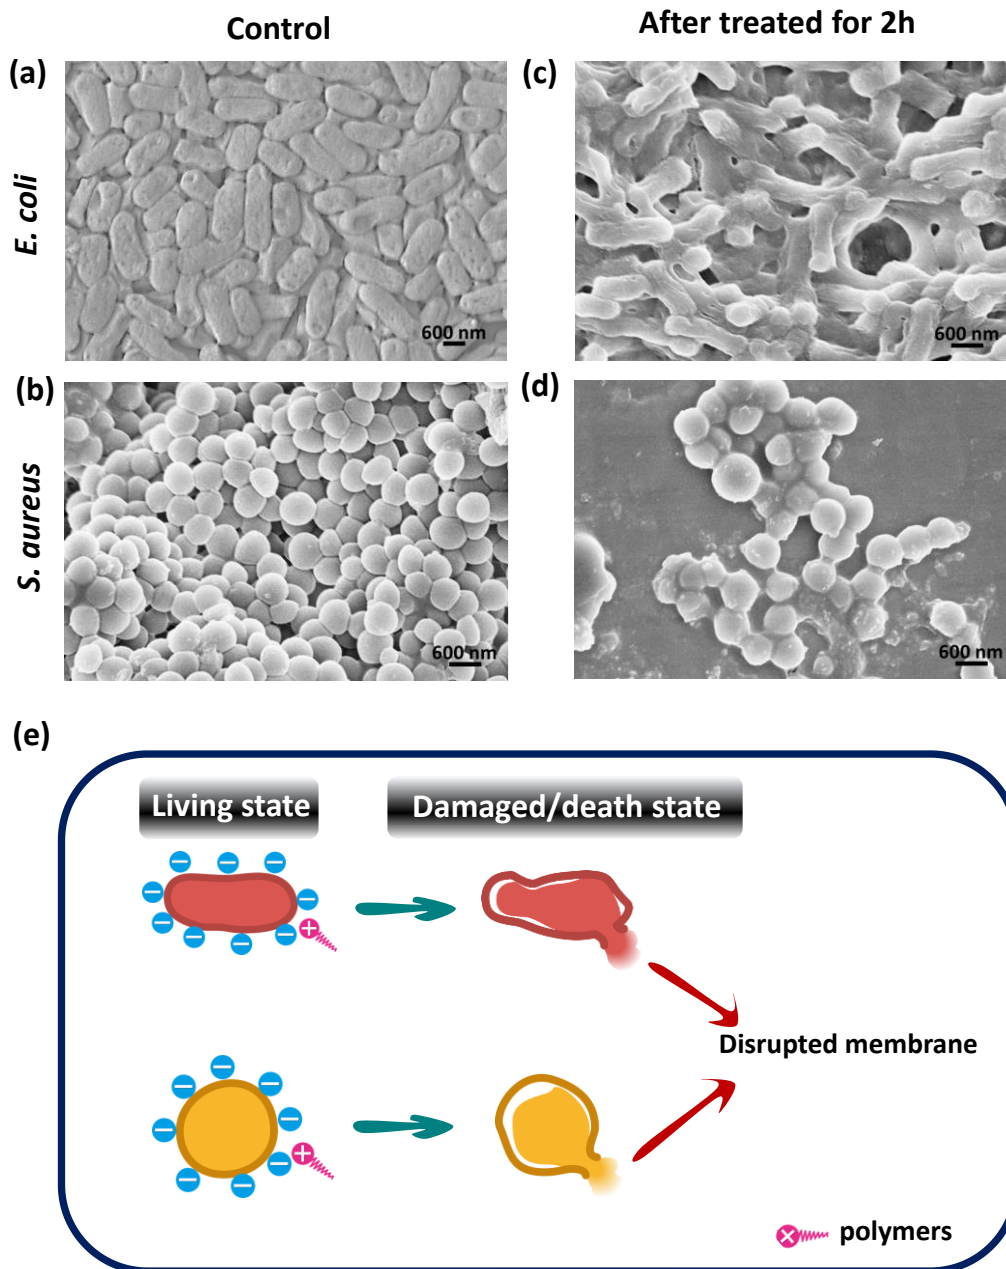 Control
After treated for 2h
(a)
(c)
E. coli
600 nm
600 nm
(b)
(d)
S. aureus
600 nm
600 nm
(e)
Living state
Damaged/death state
Disrupted membrane
polymers